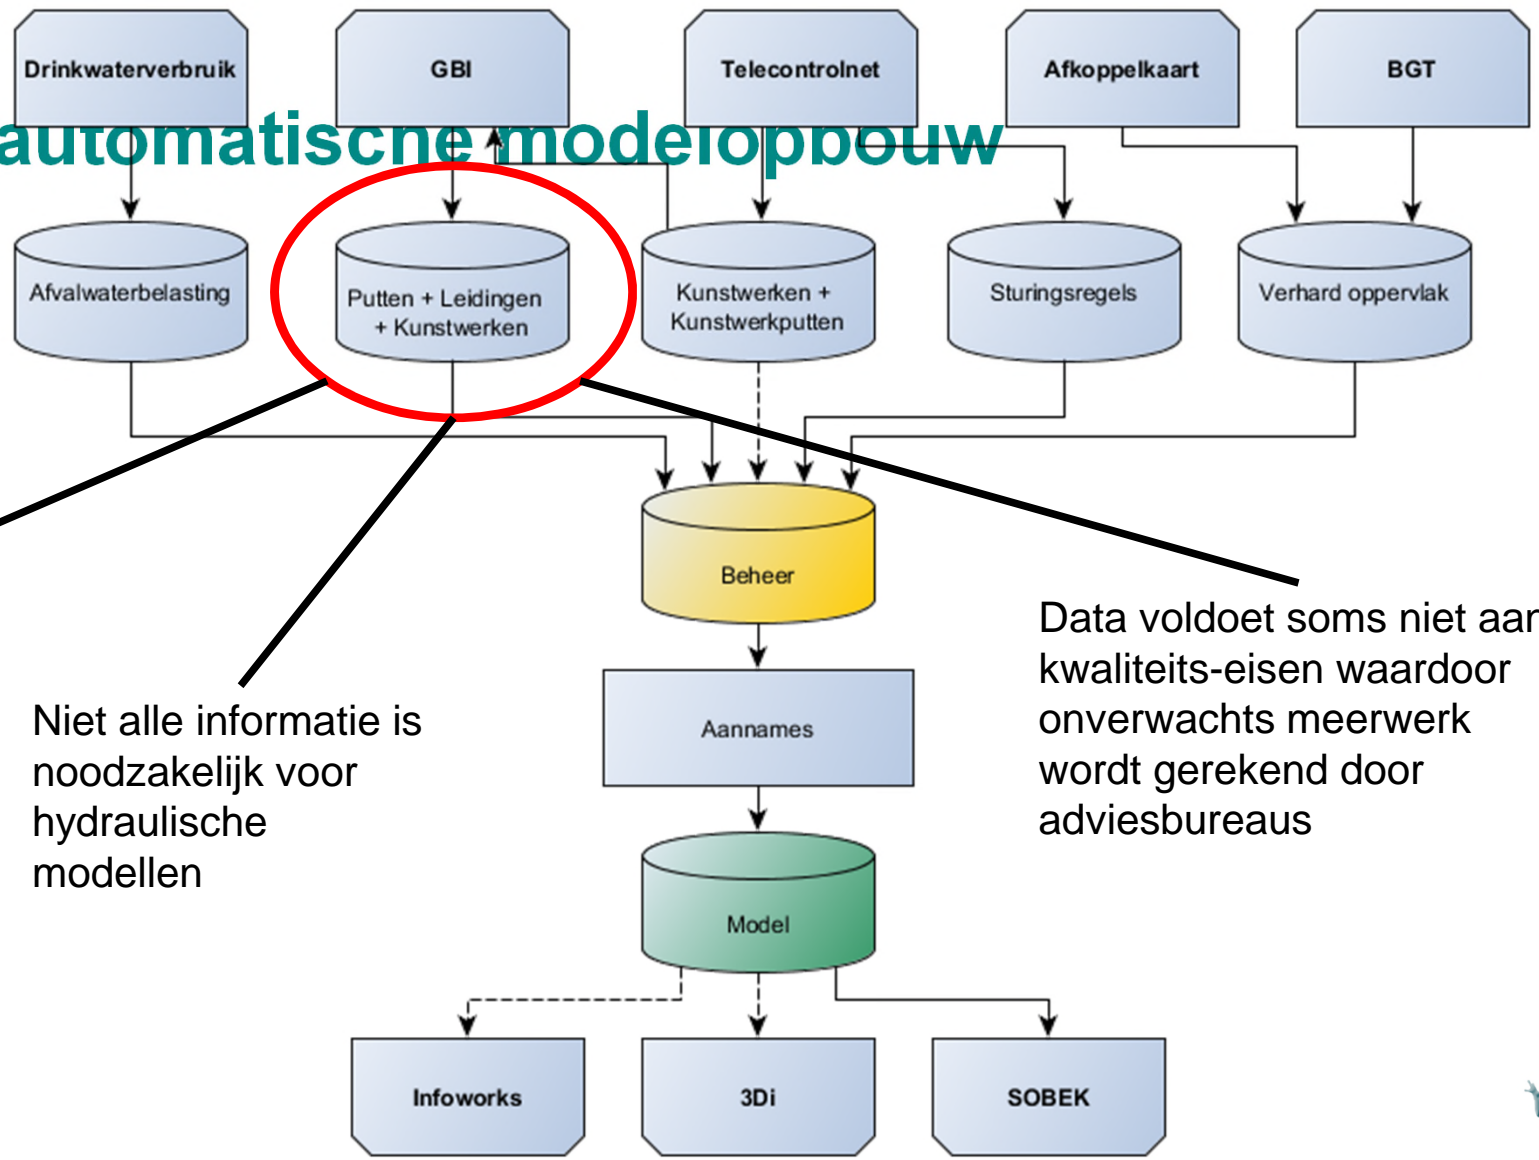 Drinkwaterverbruik
GBI
Telecontrolnet
Afkoppelkaart
BGT
automatische modelopbouw
Afvalwaterbelasting
Putten + Leidingen
+ Kunstwerken
Kunstwerken +
Kunstwerkputten
Sturingsregels
Verhard oppervlak
Beheer
Aannames
Niet alle informatie is
noodzakelijk voor
hydraulische
modellen
Data voldoet soms niet aan
kwaliteits-eisen waardoor
onverwachts meerwerk
wordt gerekend door
adviesbureaus
Model
Infoworks
3Di
SOBEK